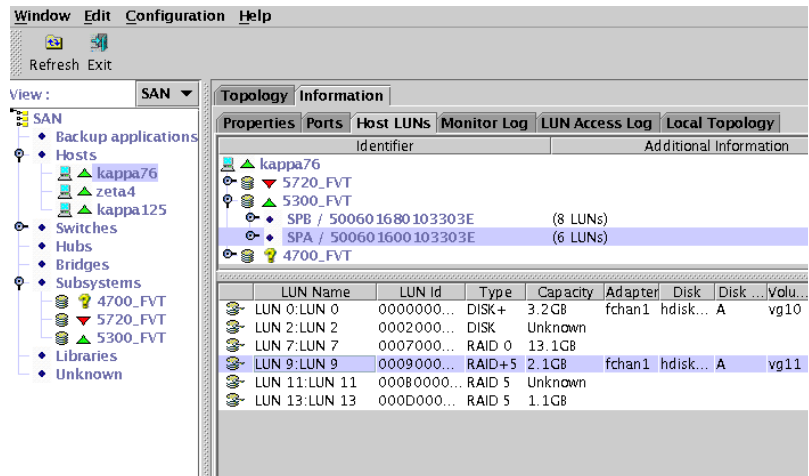 Window Edit Configuration Help
Refresh Exit
View : SAN
Topology Information
SAN
Backup applications
Hosts
kappa76
zeta4
kappa125
Switches
Hubs
Bridges
Subsystems
4700_FVT
5720_FVT
5300_FVT
Libraries
Unknown
Properties Ports Host LUNs Monitor Log LUN Access Log Local Topology
Identifier Additional Information
kappa76
5720_FVT
5300_FVT
SPB / 500601680103303E (8 LUNs)
SPA / 500601600103303E (6 LUNs)
4700_FVT
LUN Name LUN Id Type Capacity Adapter Disk Disk ... Volu...
LUN 0:LUN 0 0000000... DISK+ 3.2GB fchan1 hdisk... A vg10
LUN 2:LUN 2 0002000... DISK Unknown
LUN 7:LUN 7 0007000... RAID 0 13.1GB
LUN 9:LUN 9 0009000... RAID+5 2.1GB fchan1 hdisk... A vg11
LUN 11:LUN 11 000B0000... RAID 5 Unknown
LUN 13:LUN 13 000D000... RAID 5 1.1GB